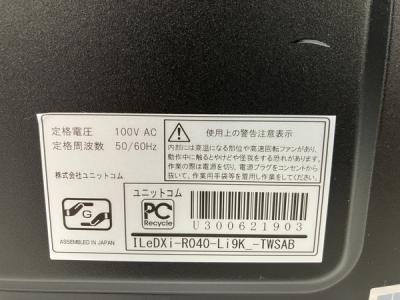 定格電圧 100V AC
定格周波数 50/60Hz
株式会社ユニットコム
G
ASSEMBLED IN JAPAN
使用上の警告注意表示
内部には高温になる部位や高速回転ファンがあり、
動作中に触るとやけどや怪我をする恐れがあります。
作業の際は電源を切り、電源プラグをコンセントから
抜いて、作業用手袋等を着用し作業してください。
ユニットコム
PC
Recycle
U300621903
ILeDXi-R040-Li9K_-TWSAB